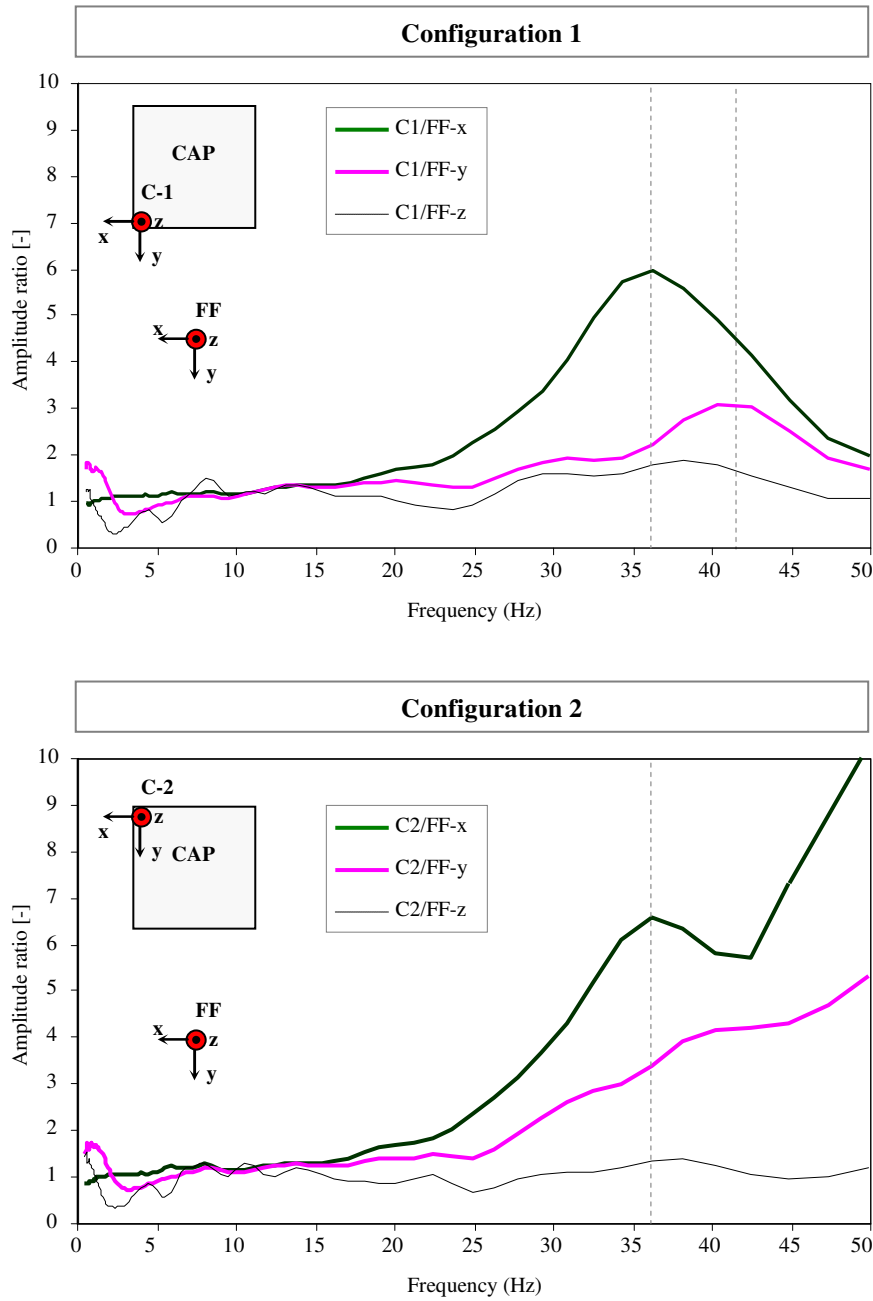 Configuration 1
10
9
8
7
6
5
4
3
2
1
0
Amplitude ratio [-]
CAP
C-1
z
x
y
FF
x
z
y
C1/FF-x
C1/FF-y
C1/FF-z
0 5 10 15 20 25 30 35 40 45 50
Frequency (Hz)
Configuration 2
10
9
8
7
6
5
4
3
2
1
0
Amplitude ratio [-]
C-2
z
x
y CAP
FF
x
z
y
C2/FF-x
C2/FF-y
C2/FF-z
0 5 10 15 20 25 30 35 40 45 50
Frequency (Hz)